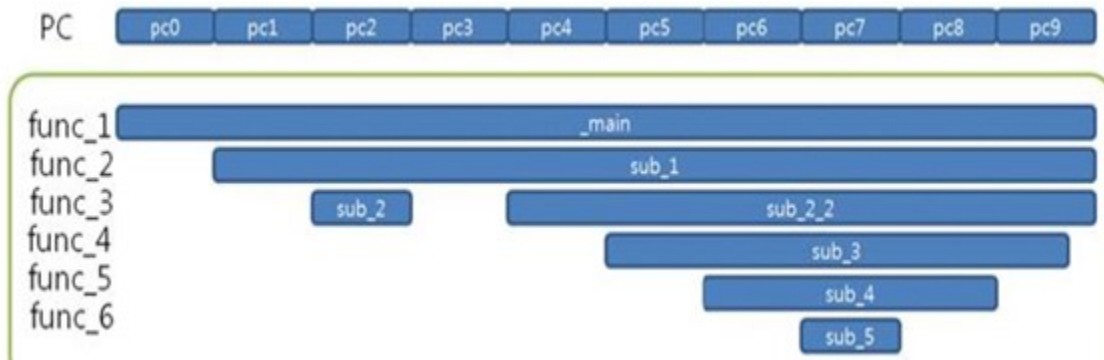 PC pc0 pc1 pc2 pc3 pc4 pc5 pc6 pc7 pc8 pc9
func_1 _main
func_2 sub_1
func_3 sub_2 sub_2_2
func_4 sub_3
func_5 sub_4
func_6 sub_5